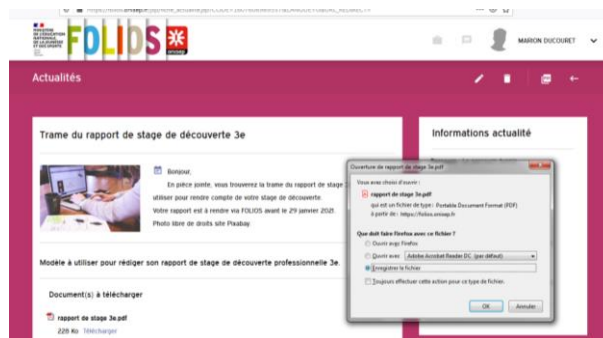 FOLIOS
onisep
MARION DUCOURET
Actualités
Trame du rapport de stage de découverte 3e
Bonjour,
En pièce jointe, vous trouverez la trame du rapport de stage
utiliser pour rendre compte de votre stage de découverte
Votre rapport est à rendre via FOLIOS avant le 29 janvier 2021.
Photo libre de droits site Pixabay
Modèle à utiliser pour rédiger son rapport de stage de découverte professionnelle 3e.
Document(s) à télécharger
rapport de stage 3e.pdf
228 Ko Télécharger
Informations actualité
Ouverture de rapport de stage 3e.pdf
Vous avez choisi d'ouvrir :
rapport de stage 3e.pdf
qui est un fichier de type : Portable Document Format (PDF)
à partir de : https://folios.onisep.fr
Que doit faire Firefox avec ce fichier ?
Ouvrir avec Firefox
Ouvrir avec Adobe Acrobat Reader DC (par défaut)
Enregistrer le fichier
Toujours effectuer cette action pour ce type de fichier.
OK Annuler